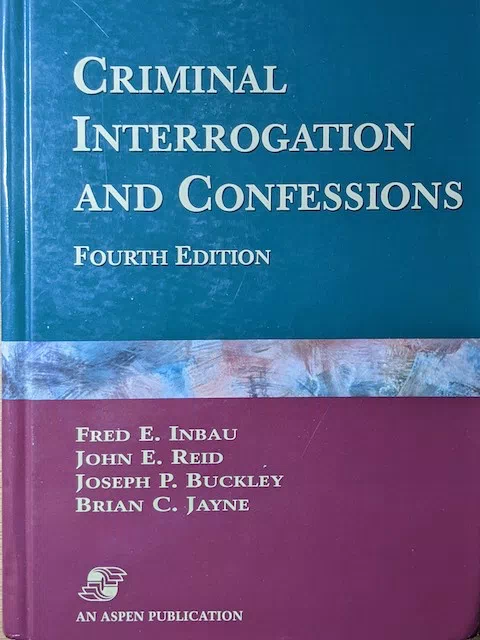 CRIMINAL
INTERROGATION
AND CONFESSIONS
FOURTH EDITION
FRED E. INBAU
JOHN E. REID
JOSEPH P. BUCKLEY
BRIAN C. JAYNE
AN ASPEN PUBLICATION